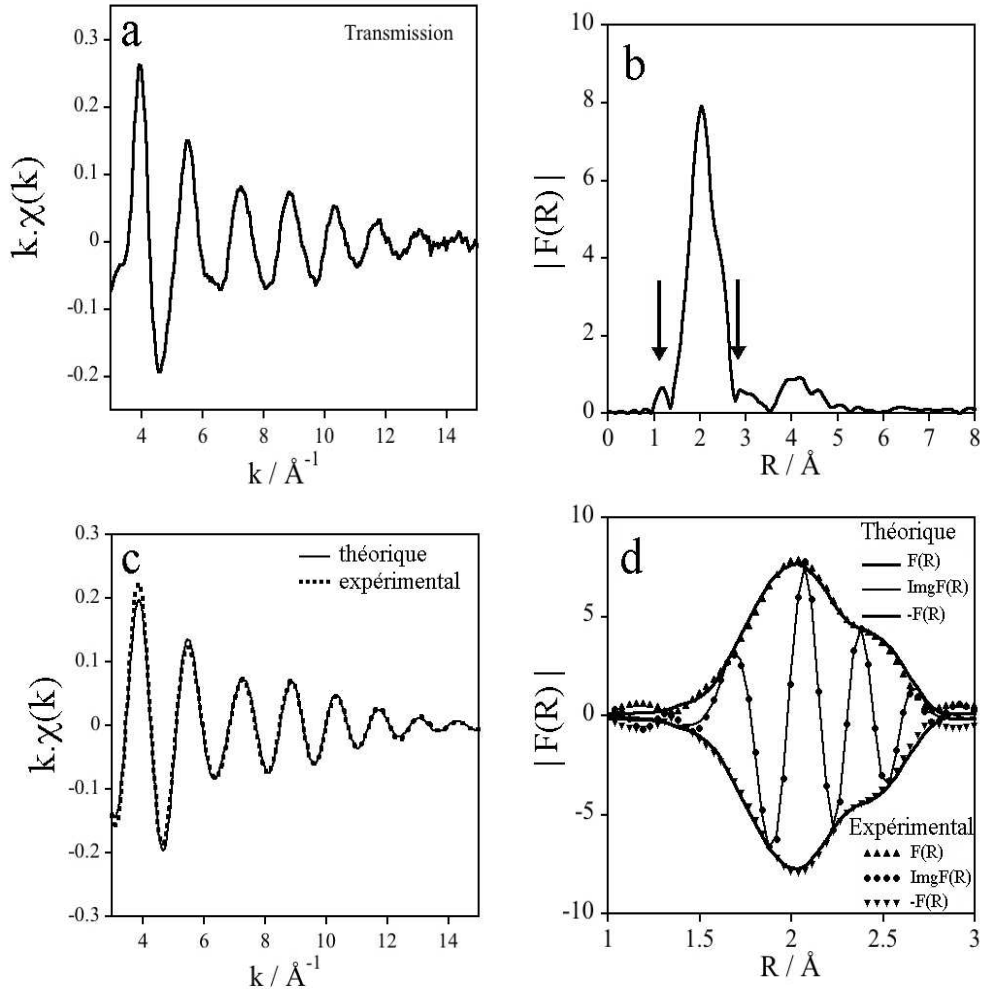 a
Transmission
k.χ(k)
0.3
0.2
0.1
0
-0.1
-0.2
4 6 8 10 12 14
k / Å-1
b
|F(R)|
10
8
6
4
2
0
0 1 2 3 4 5 6 7 8
R / Å
c
théorique
expérimental
k.χ(k)
0.3
0.2
0.1
0
-0.1
-0.2
-0.3
4 6 8 10 12 14
k / Å-1
d
Théorique
F(R)
ImgF(R)
-F(R)
|F(R)|
10
5
0
-5
-10
Expérimental
F(R)
ImgF(R)
-F(R)
1 1.5 2 2.5 3
R / Å